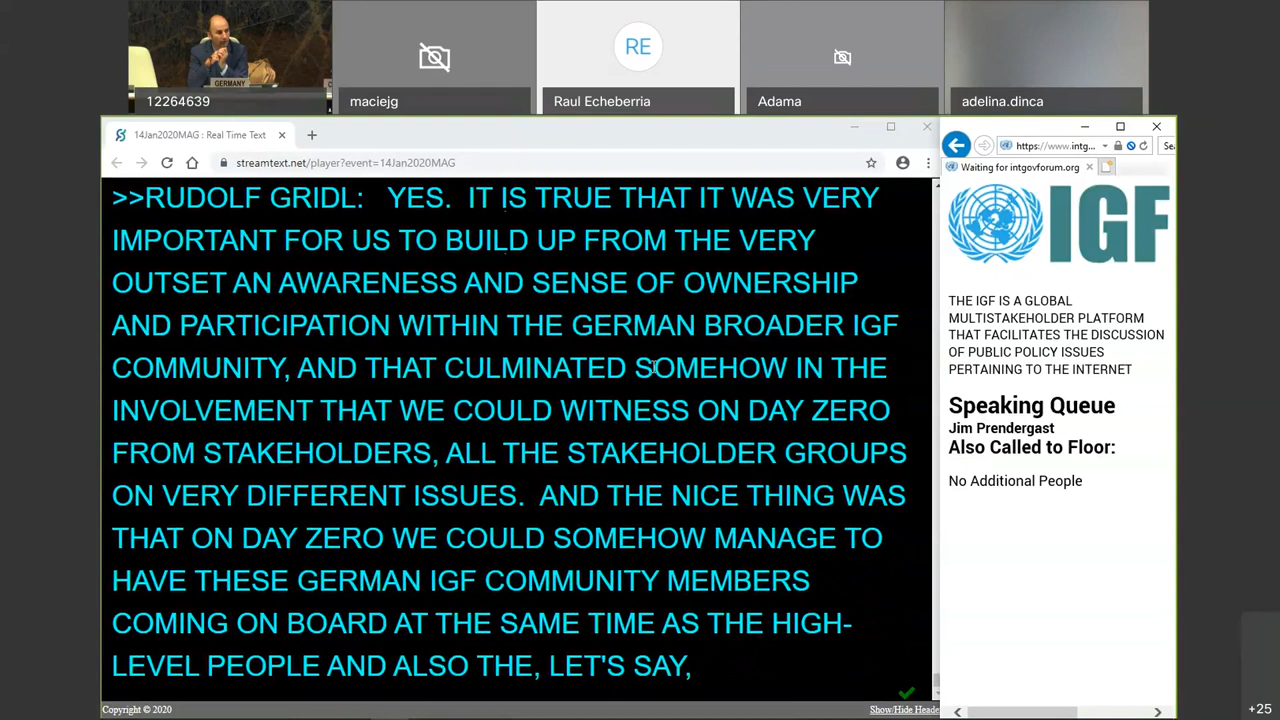 GERMANY
12264639
maciejg
RE
Raul Echeberria
Adama
adelina.dinca
14Jan2020MAG : Real Time Text
streamtext.net/player?event=14Jan2020MAG
>>RUDOLF GRIDL:   YES.  IT IS TRUE THAT IT WAS VERY
IMPORTANT FOR US TO BUILD UP FROM THE VERY
OUTSET AN AWARENESS AND SENSE OF OWNERSHIP
AND PARTICIPATION WITHIN THE GERMAN BROADER IGF
COMMUNITY, AND THAT CULMINATED SOMEHOW IN THE
INVOLVEMENT THAT WE COULD WITNESS ON DAY ZERO
FROM STAKEHOLDERS, ALL THE STAKEHOLDER GROUPS
ON VERY DIFFERENT ISSUES.  AND THE NICE THING WAS
THAT ON DAY ZERO WE COULD SOMEHOW MANAGE TO
HAVE THESE GERMAN IGF COMMUNITY MEMBERS
COMING ON BOARD AT THE SAME TIME AS THE HIGH-
LEVEL PEOPLE AND ALSO THE, LET'S SAY,
Copyright © 2020
Show/Hide Heade
https://www.intg...
Sea
Waiting for intgovforum.org
IGF
THE IGF IS A GLOBAL
MULTISTAKEHOLDER PLATFORM
THAT FACILITATES THE DISCUSSION
OF PUBLIC POLICY ISSUES
PERTAINING TO THE INTERNET
Speaking Queue
Jim Prendergast
Also Called to Floor:
No Additional People
+25